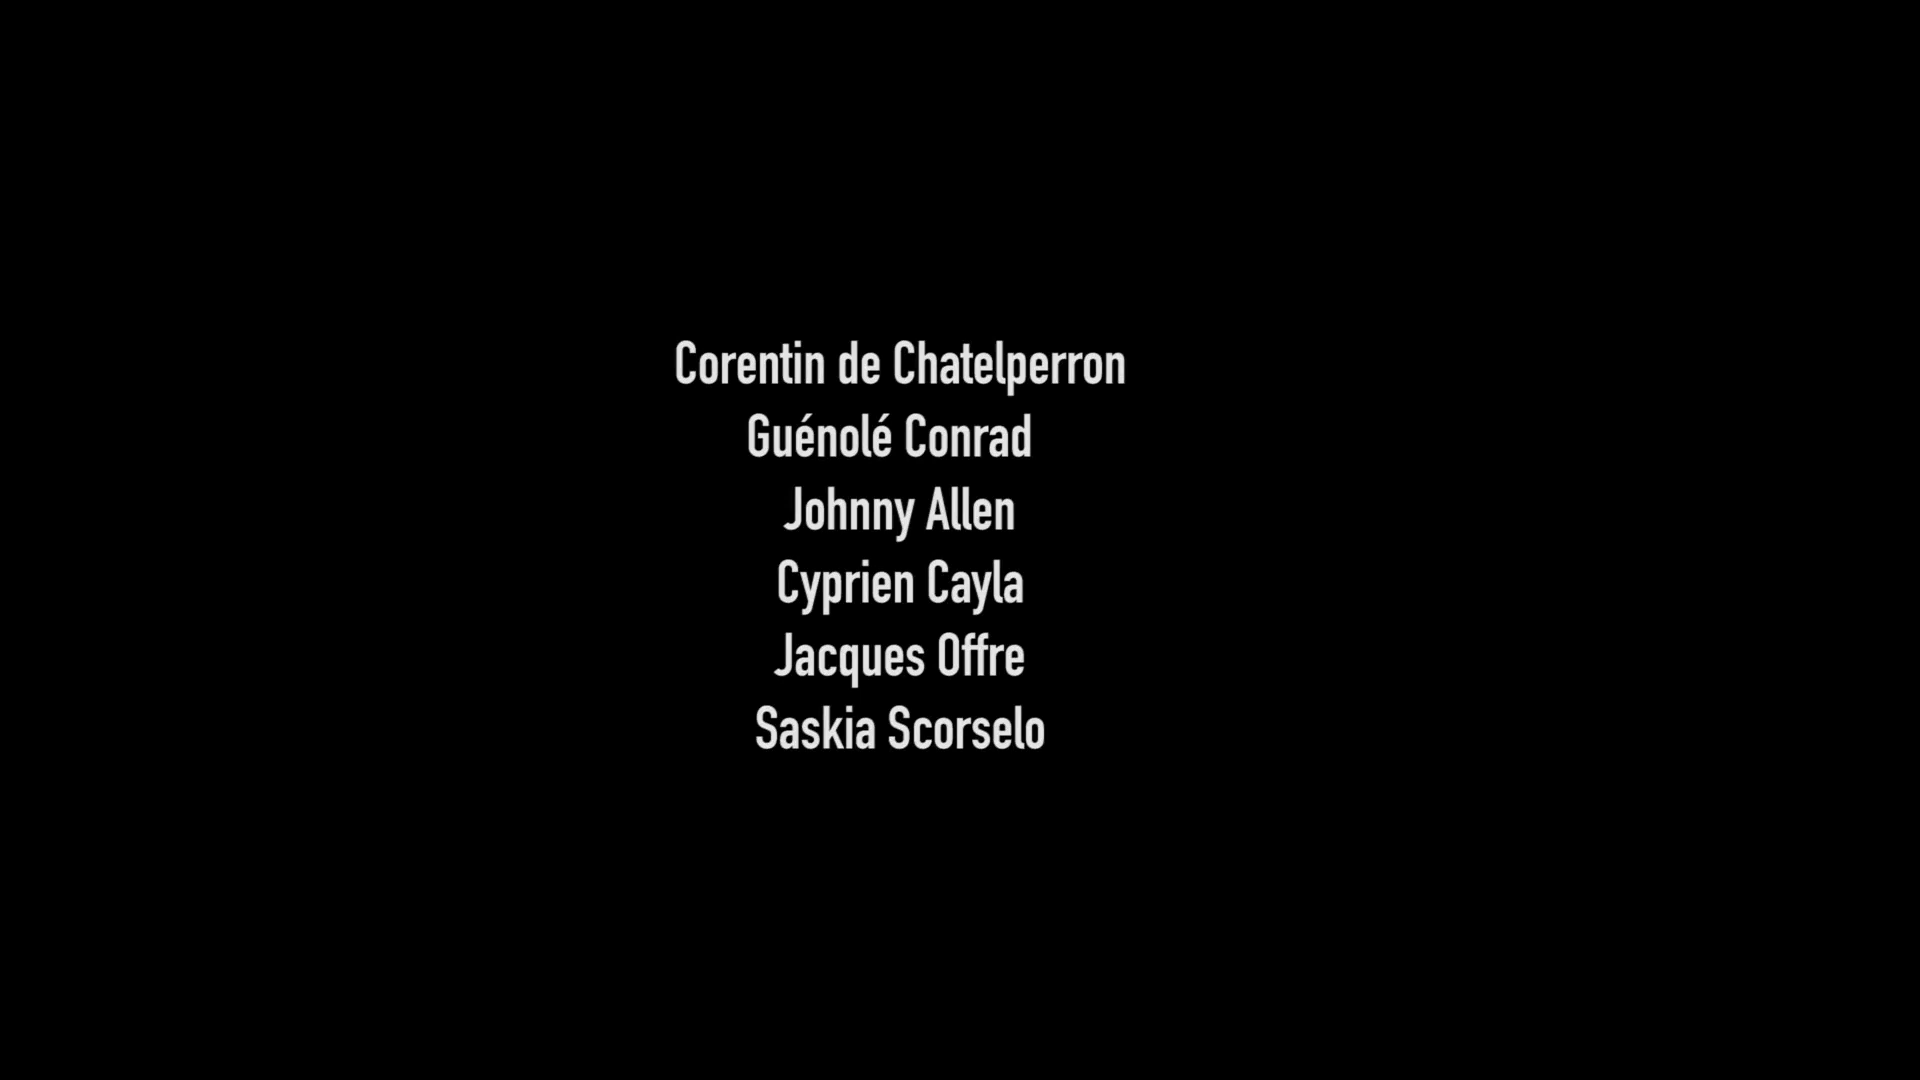 Corentin de Chatelperron
Guénolé Conrad
Johnny Allen
Cyprien Cayla
Jacques Offre
Saskia Scorselo